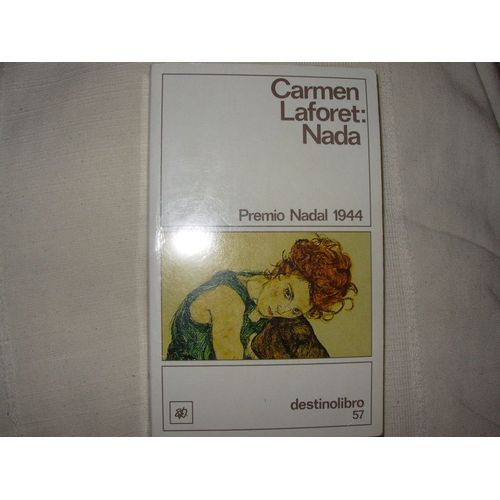 Carmen
Laforet:
Nada
Premio Nadal 1944
destinolibro
57